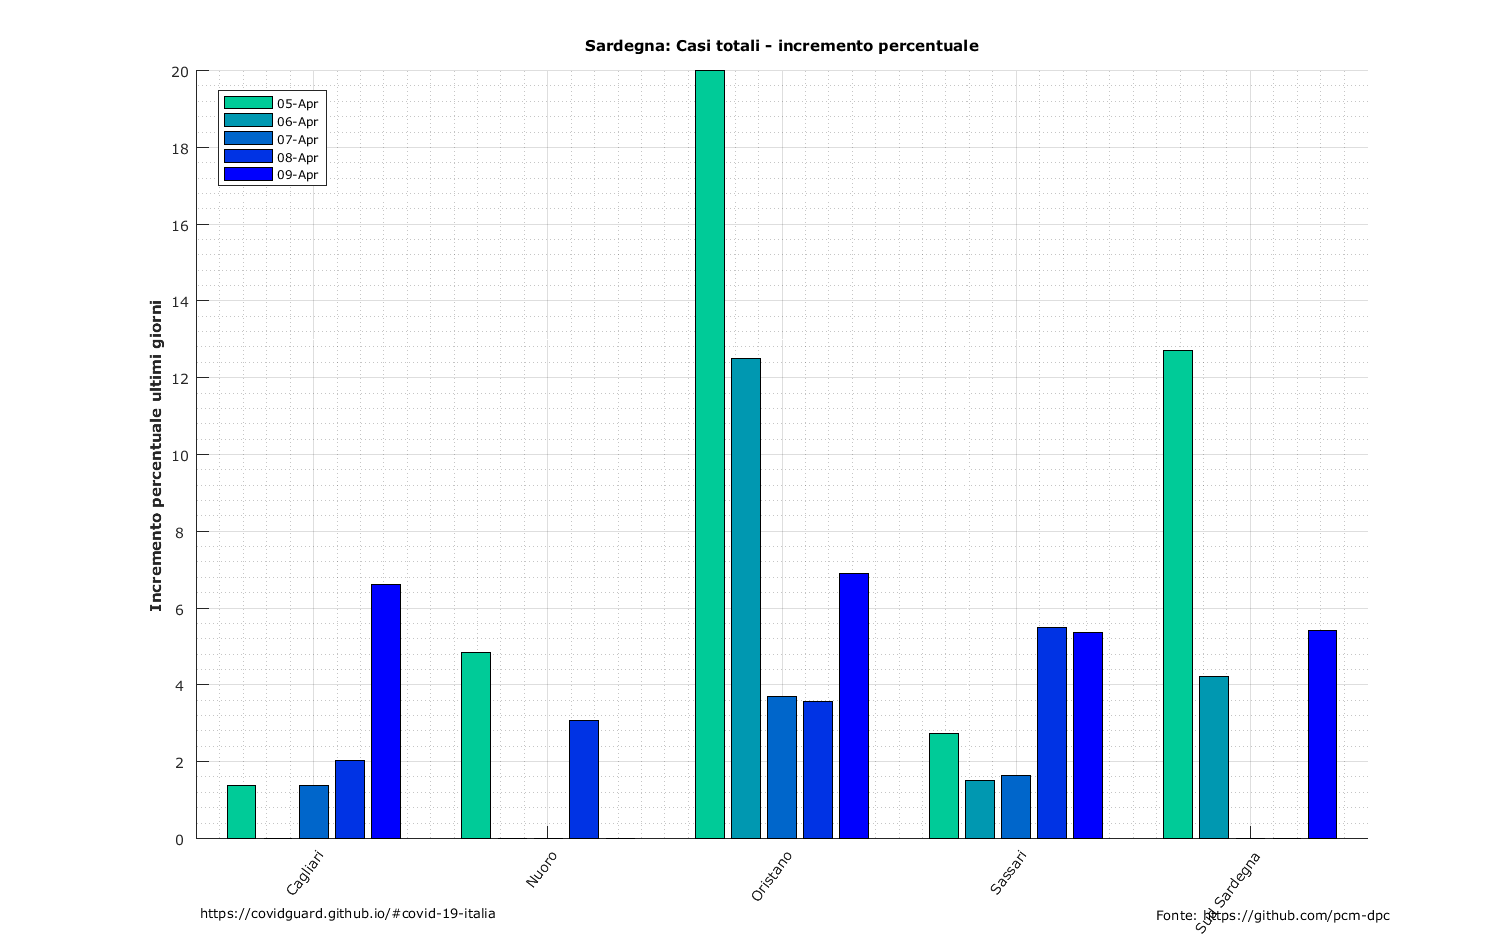 Sardegna: Casi totali - incremento percentuale
20
18
16
14
12
10
8
6
4
2
0
05-Apr
06-Apr
07-Apr
08-Apr
09-Apr
Incremento percentuale ultimi giorni
Cagliari
Nuoro
Oristano
Sassari
Sud Sardegna
https://covidguard.github.io/#covid-19-italia
Fonte: https://github.com/pcm-dpc